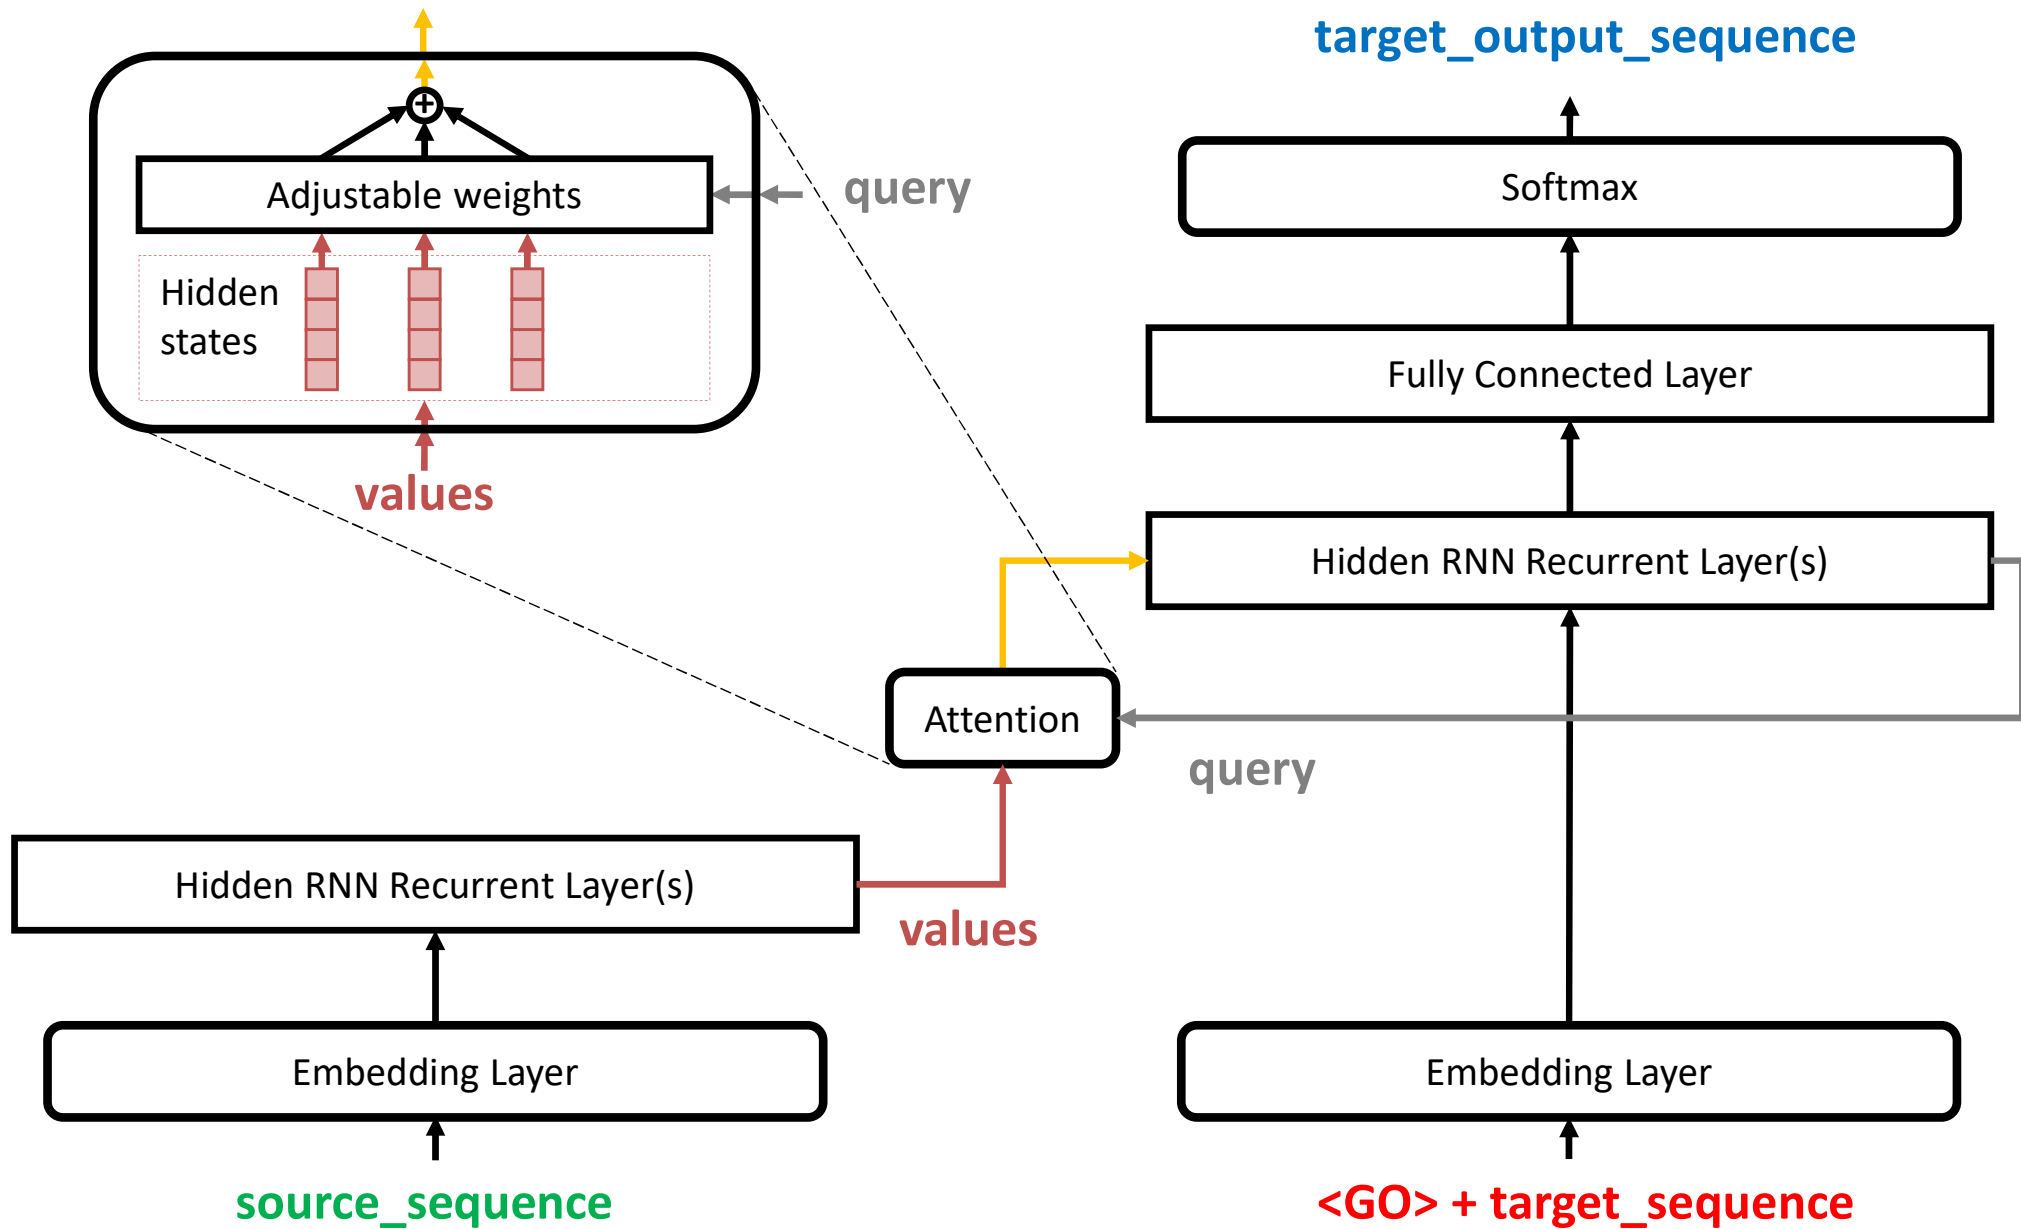 target_output_sequence
+
Adjustable weights
query
Softmax
Hidden
states
Fully Connected Layer
values
Hidden RNN Recurrent Layer(s)
Attention
query
Hidden RNN Recurrent Layer(s)
values
Embedding Layer
Embedding Layer
source_sequence
<GO> + target_sequence